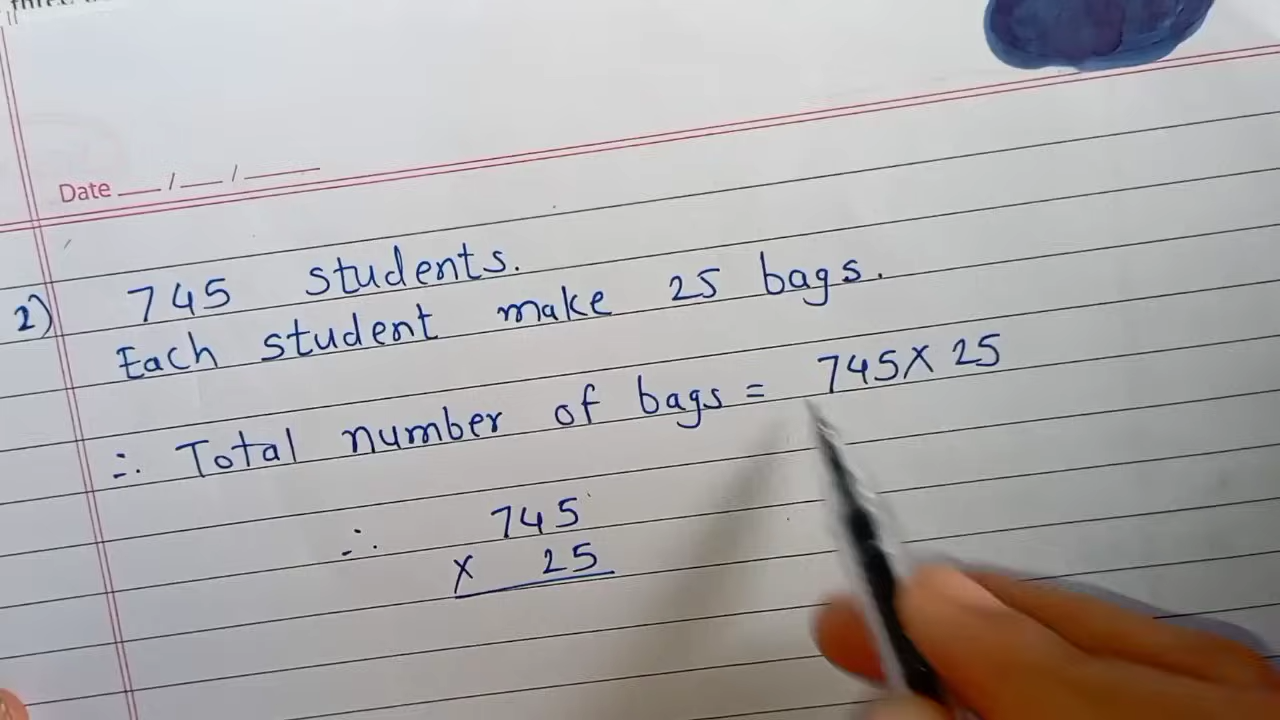 Date __/__/____
2) 745 students.
Each student make 25 bags.
∴ Total number of bags = 745 x 25
∴ 745
x 25